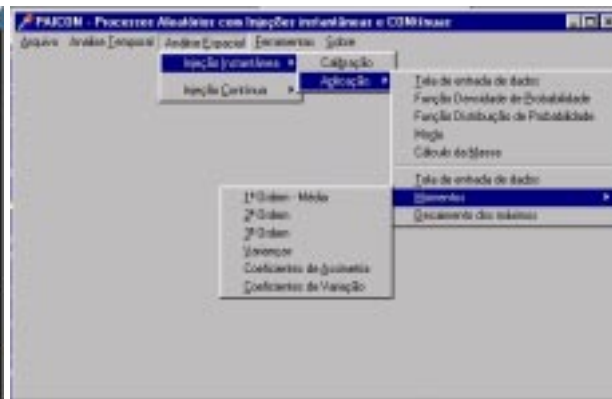 PAICON - Processos Aleatórios com Injeções instantâneas e CONtínuas
Arquivo Análise Temporal Análise Espacial Ferramentas Sobre
Injeção Instantânea
Injeção Contínua
Calibração
Aplicação
Tela de entrada de dados
Função Densidade de Probabilidade
Função Distribuição de Probabilidade
Moda
Cálculo da Massa
Tela de entrada de dados
Momentos
Decaimento dos máximos
1ª Ordem - Média
2ª Ordem
3ª Ordem
Variâncias
Coeficientes de Assimetria
Coeficientes de Variação